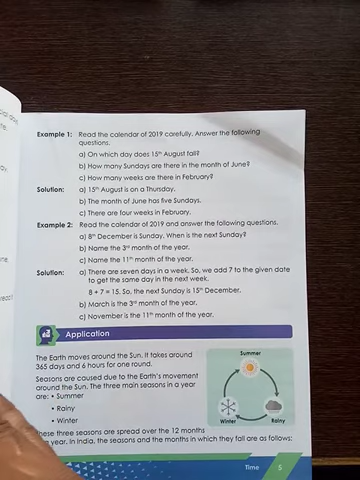 Example 1: Read the calendar of 2019 carefully. Answer the following
questions.
a) On which day does 15th August fall?
b) How many Sundays are there in the month of June?
c) How many weeks are there in February?
Solution: a) 15th August is on a Thursday.
b) The month of June has five Sundays.
c) There are four weeks in February.
Example 2: Read the calendar of 2019 and answer the following questions.
a) 8th December is Sunday. When is the next Sunday?
b) Name the 3rd month of the year.
c) Name the 11th month of the year.
Solution: a) There are seven days in a week. So, we add 7 to the given date
to get the same day in the next week.
8 + 7 = 15. So, the next Sunday is 15th December.
b) March is the 3rd month of the year.
c) November is the 11th month of the year.
Application
The Earth moves around the Sun. It takes around
365 days and 6 hours for one round.
Seasons are caused due to the Earth's movement
around the Sun. The three main seasons in a year
are: • Summer
• Rainy
• Winter
Summer
Winter
Rainy
These three seasons are spread over the 12 months
year. In India, the seasons and the months in which they fall are as follows:
Time 5